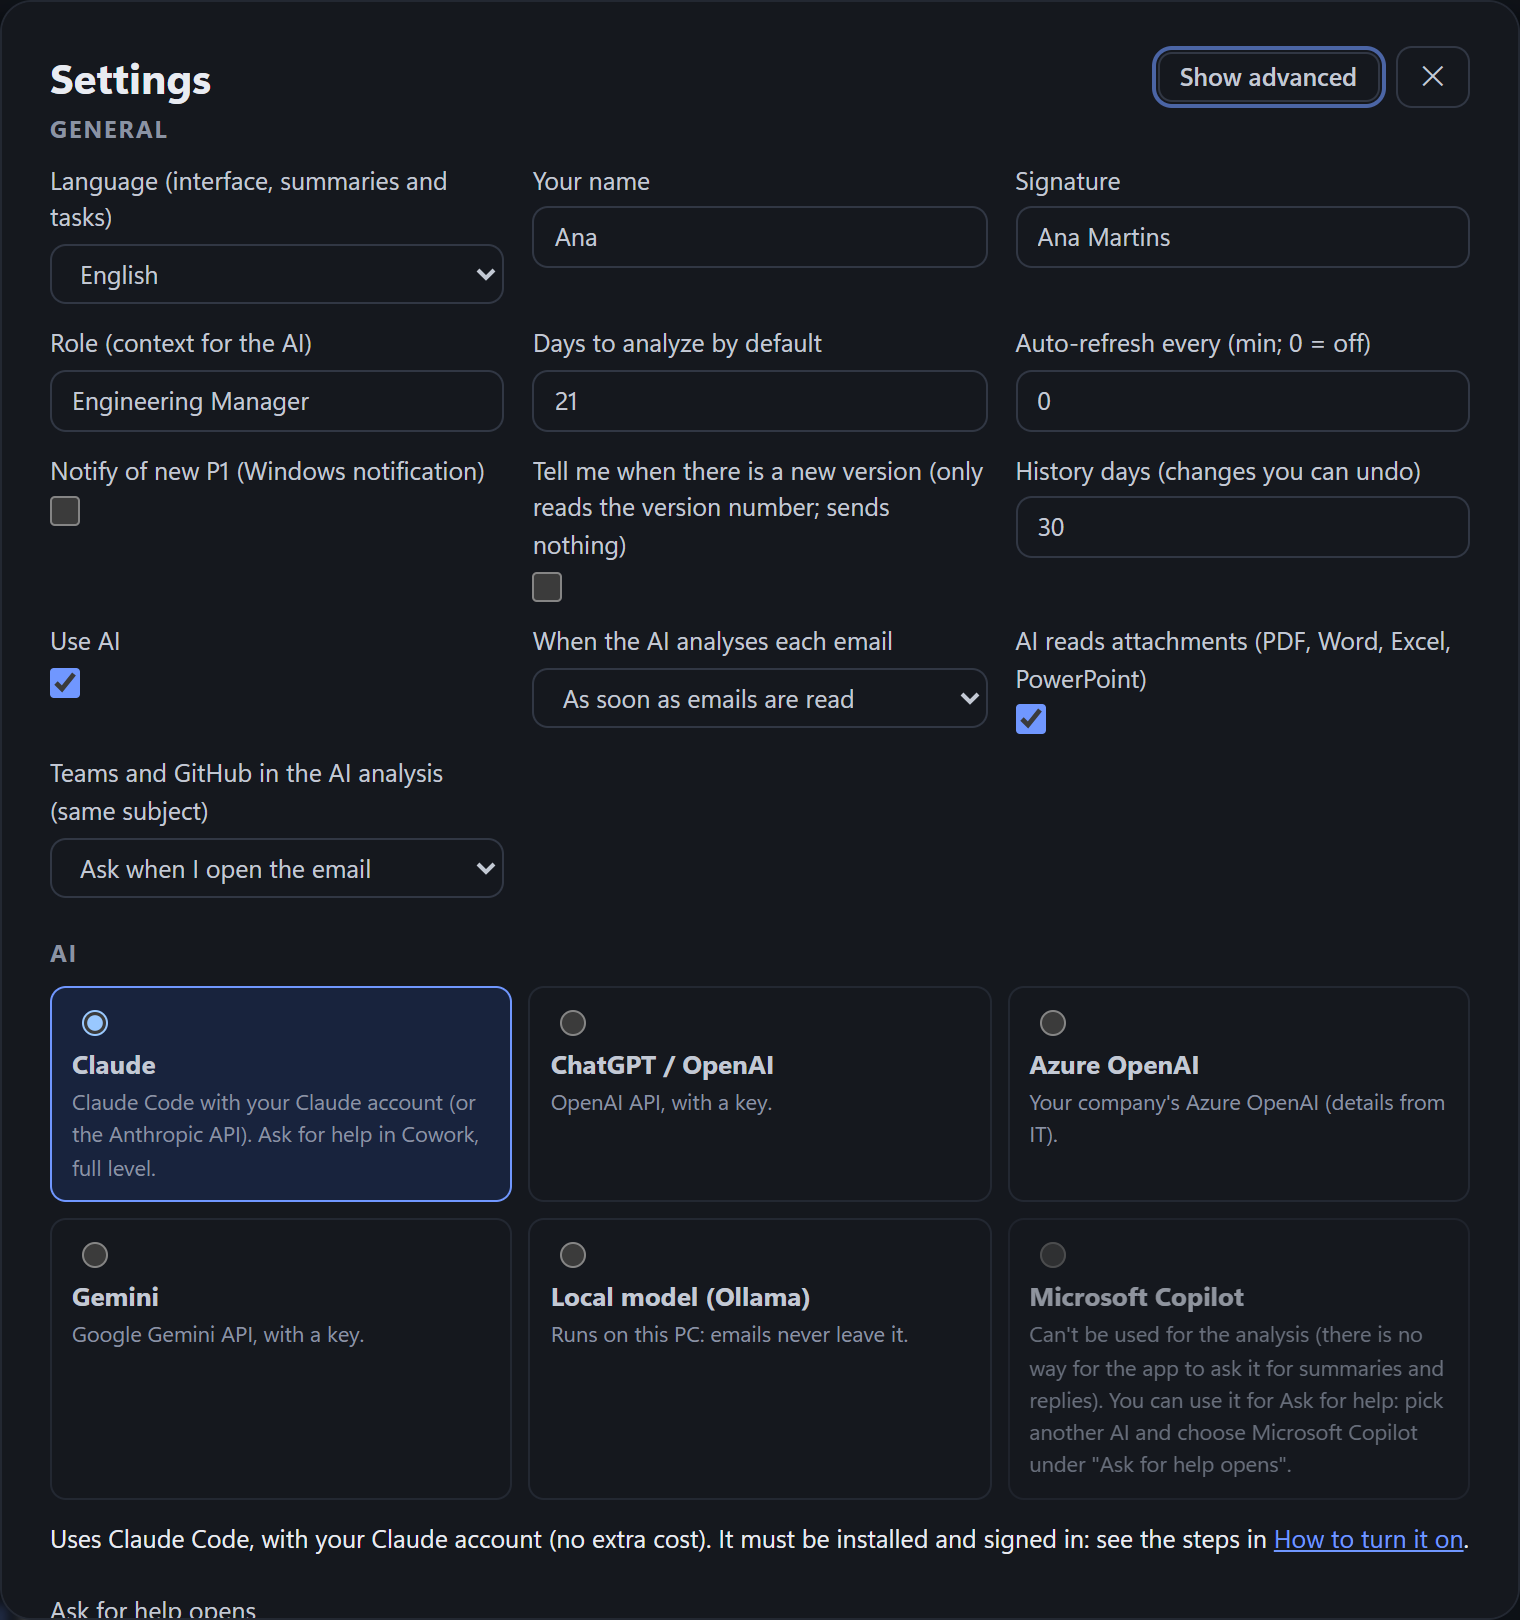 Settings
Show advanced
GENERAL
Language (interface, summaries and
tasks)
English
Your name
Ana
Signature
Ana Martins
Role (context for the AI)
Engineering Manager
Days to analyze by default
21
Auto-refresh every (min; 0 = off)
0
Notify of new P1 (Windows notification)
Tell me when there is a new version (only
reads the version number; sends
nothing)
History days (changes you can undo)
30
Use AI
When the AI analyses each email
As soon as emails are read
AI reads attachments (PDF, Word, Excel,
PowerPoint)
Teams and GitHub in the AI analysis
(same subject)
Ask when I open the email
AI
Claude
Claude Code with your Claude account (or
the Anthropic API). Ask for help in Cowork,
full level.
ChatGPT / OpenAI
OpenAI API, with a key.
Azure OpenAI
Your company's Azure OpenAI (details from
IT).
Gemini
Google Gemini API, with a key.
Local model (Ollama)
Runs on this PC: emails never leave it.
Microsoft Copilot
Can't be used for the analysis (there is no
way for the app to ask it for summaries and
replies). You can use it for Ask for help: pick
another AI and choose Microsoft Copilot
under "Ask for help opens".
Uses Claude Code, with your Claude account (no extra cost). It must be installed and signed in: see the steps in How to turn it on.
Ask for help opens